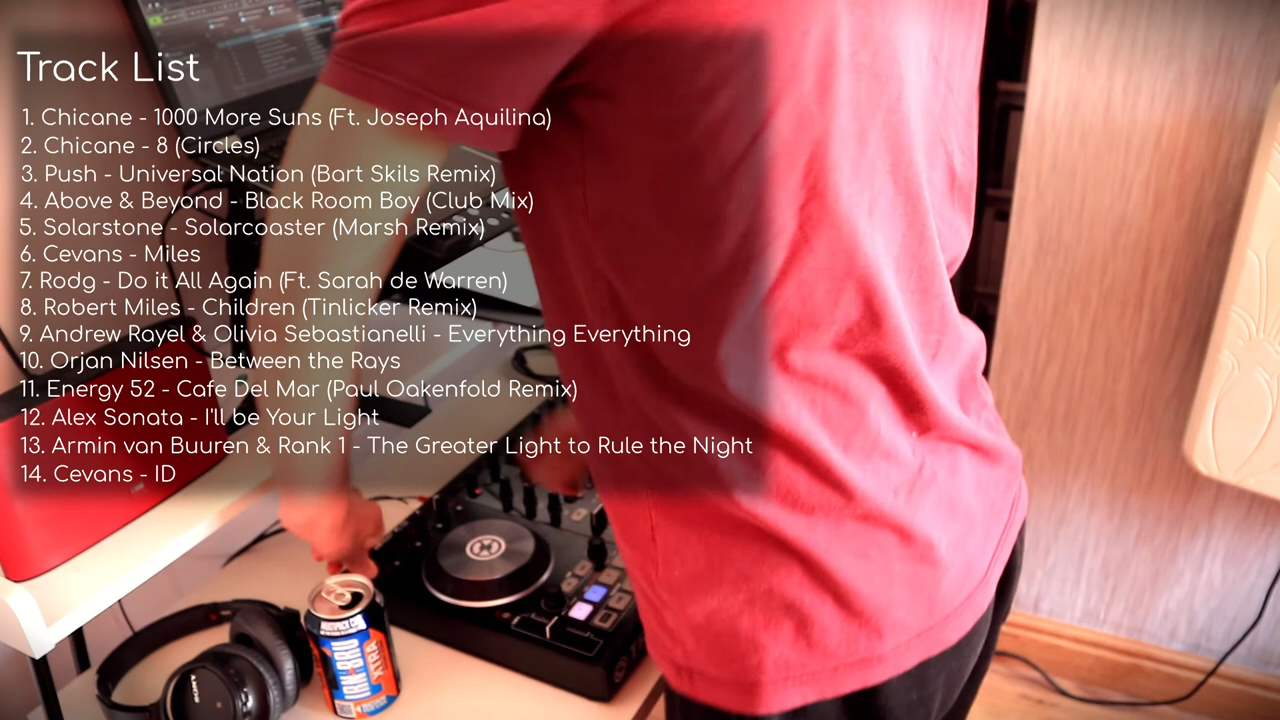 Track List
1. Chicane - 1000 More Suns (Ft. Joseph Aquilina)
2. Chicane - 8 (Circles)
3. Push - Universal Nation (Bart Skils Remix)
4. Above & Beyond - Black Room Boy (Club Mix)
5. Solarstone - Solarcoaster (Marsh Remix)
6. Cevans - Miles
7. Rodg - Do it All Again (Ft. Sarah de Warren)
8. Robert Miles - Children (Tinlicker Remix)
9. Andrew Rayel & Olivia Sebastianelli - Everything Everything
10. Orjan Nilsen - Between the Rays
11. Energy 52 - Cafe Del Mar (Paul Oakenfold Remix)
12. Alex Sonata - I'll be Your Light
13. Armin van Buuren & Rank 1 - The Greater Light to Rule the Night
14. Cevans - ID
SONY
IRN-BRU
XTRA